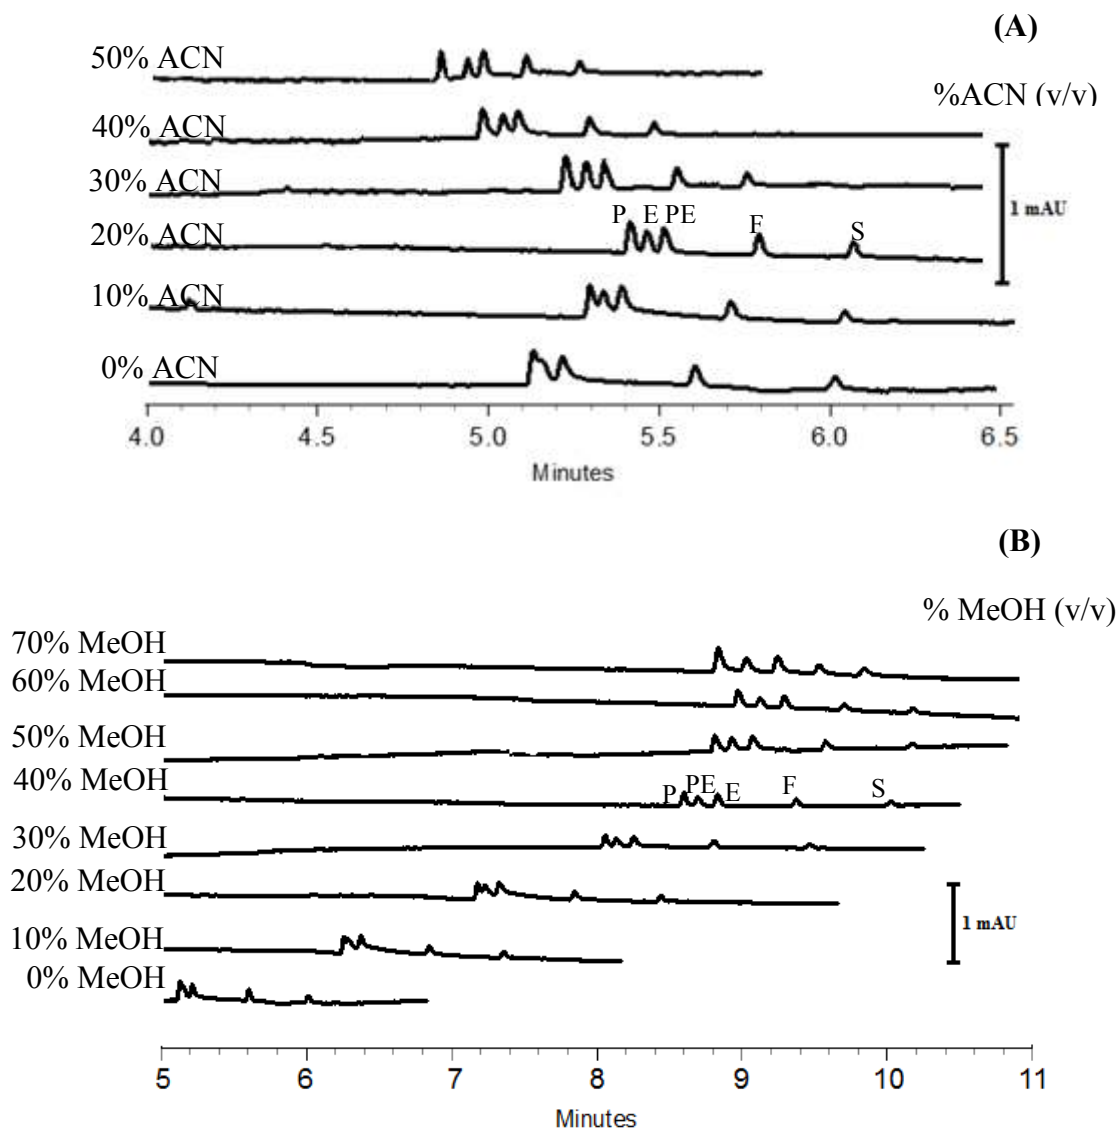 (A)
50% ACN
%ACN (v/v)
40% ACN
30% ACN
1 mAU
P E PE F S
20% ACN
10% ACN
0% ACN
4.0 4.5 5.0 5.5 6.0 6.5
Minutes
(B)
% MeOH (v/v)
70% MeOH
60% MeOH
50% MeOH
40% MeOH
P PE E F S
30% MeOH
20% MeOH
1 mAU
10% MeOH
0% MeOH
5 6 7 8 9 10 11
Minutes